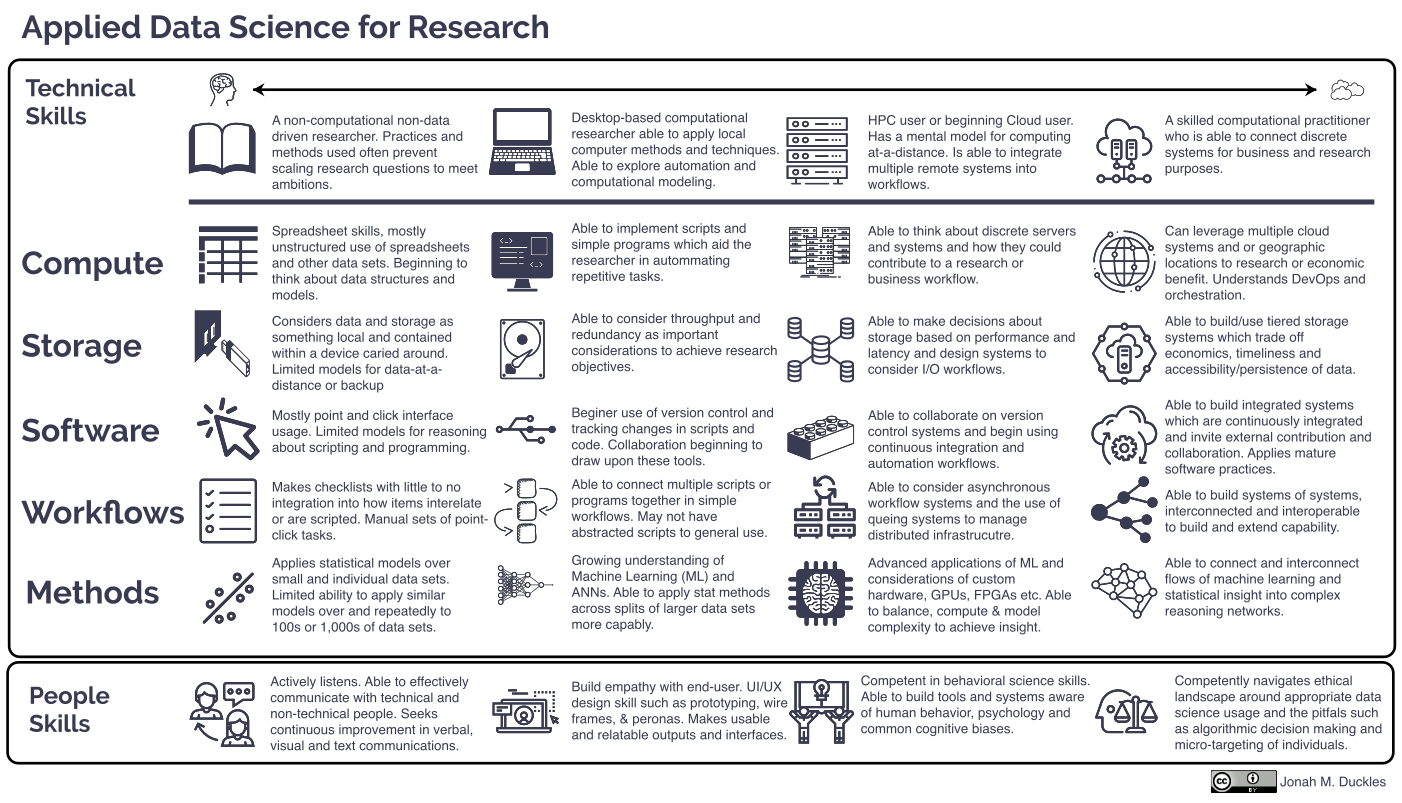 Applied Data Science for Research
Technical
Skills
A non-computational non-data
driven researcher. Practices and
methods used often prevent
scaling research questions to meet
ambitions.
Desktop-based computational
researcher able to apply local
computer methods and techniques.
Able to explore automation and
computational modeling.
HPC user or beginning Cloud user.
Has a mental model for computing
at-a-distance. Is able to integrate
multiple remote systems into
workflows.
A skilled computational practitioner
who is able to connect discrete
systems for business and research
purposes.
Compute
Spreadsheet skills, mostly
unstructured use of spreadsheets
and other data sets. Beginning to
think about data structures and
models.
Able to implement scripts and
simple programs which aid the
researcher in autommating
repetitive tasks.
Able to think about discrete servers
and systems and how they could
contribute to a research or
business workflow.
Can leverage multiple cloud
systems and or geographic
locations to research or economic
benefit. Understands DevOps and
orchestration.
Storage
Considers data and storage as
something local and contained
within a device caried around.
Limited models for data-at-a-
distance or backup
Able to consider throughput and
redundancy as important
considerations to achieve research
objectives.
Able to make decisions about
storage based on performance and
latency and design systems to
consider I/O workflows.
Able to build/use tiered storage
systems which trade off
economics, timeliness and
accessibility/persistence of data.
Software
Mostly point and click interface
usage. Limited models for reasoning
about scripting and programming.
Beginer use of version control and
tracking changes in scripts and
code. Collaboration beginning to
draw upon these tools.
Able to collaborate on version
control systems and begin using
continuous integration and
automation workflows.
Able to build integrated systems
which are continuously integrated
and invite external contribution and
collaboration. Applies mature
software practices.
Workflows
Makes checklists with little to no
integration into how items interelate
or are scripted. Manual sets of point-
click tasks.
Able to connect multiple scripts or
programs together in simple
workflows. May not have
abstracted scripts to general use.
Able to consider asynchronous
workflow systems and the use of
queing systems to manage
distributed infrastrucutre.
Able to build systems of systems,
interconnected and interoperable
to build and extend capability.
Methods
Applies statistical models over
small and individual data sets.
Limited ability to apply similar
models over and repeatedly to
100s or 1,000s of data sets.
Growing understanding of
Machine Learning (ML) and
ANNs. Able to apply stat methods
across splits of larger data sets
more capably.
Advanced applications of ML and
considerations of custom
hardware, GPUs, FPGAs etc. Able
to balance, compute & model
complexity to achieve insight.
Able to connect and interconnect
flows of machine learning and
statistical insight into complex
reasoning networks.
People
Skills
Actively listens. Able to effectively
communicate with technical and
non-technical people. Seeks
continuous improvement in verbal,
visual and text communications.
Build empathy with end-user. UI/UX
design skill such as prototyping, wire
frames, & peronas. Makes usable
and relatable outputs and interfaces.
Competent in behavioral science skills.
Able to build tools and systems aware
of human behavior, psychology and
common cognitive biases.
Competently navigates ethical
landscape around appropriate data
science usage and the pitfals such
as algorithmic decision making and
micro-targeting of individuals.
cc BY Jonah M. Duckles